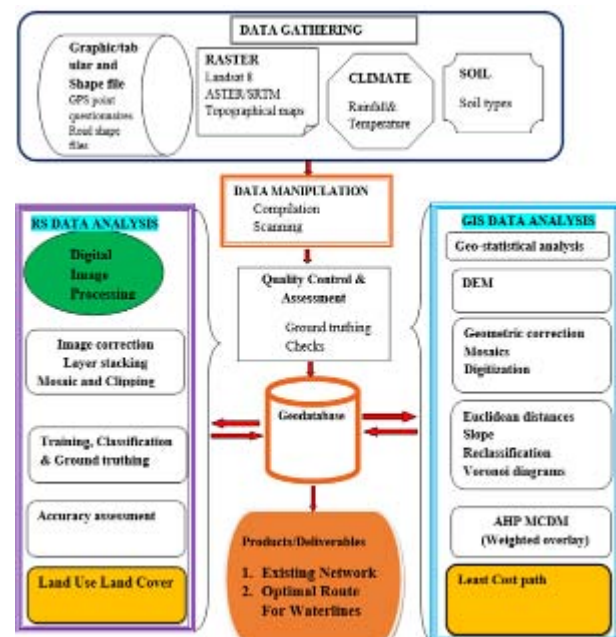 DATA GATHERING
Graphic/tab
ular and
Shape file
GPS point
questionnaires
Road shape
files
RASTER
Landsat 8
ASTER/SRTM
Topographical maps
CLIMATE
Rainfall&
Temperature
SOIL
Soil types
DATA MANIPULATION
Compilation
Scanning
RS DATA ANALYSIS
Digital
Image
Processing
Image correction
Layer stacking
Mosaic and Clipping
Training, Classification
& Ground truthing
Accuracy assessment
Land Use Land Cover
Quality Control &
Assessment
Ground truthing
Checks
Geodatabase
Products/Deliverables
1. Existing Network
2. Optimal Route
For Waterlines
GIS DATA ANALYSIS
Geo-statistical analysis
DEM
Geometric correction
Mosaics
Digitization
Euclidean distances
Slope
Reclassification
Voronoi diagrams
AHP MCDM
(Weighted overlay)
Least Cost path